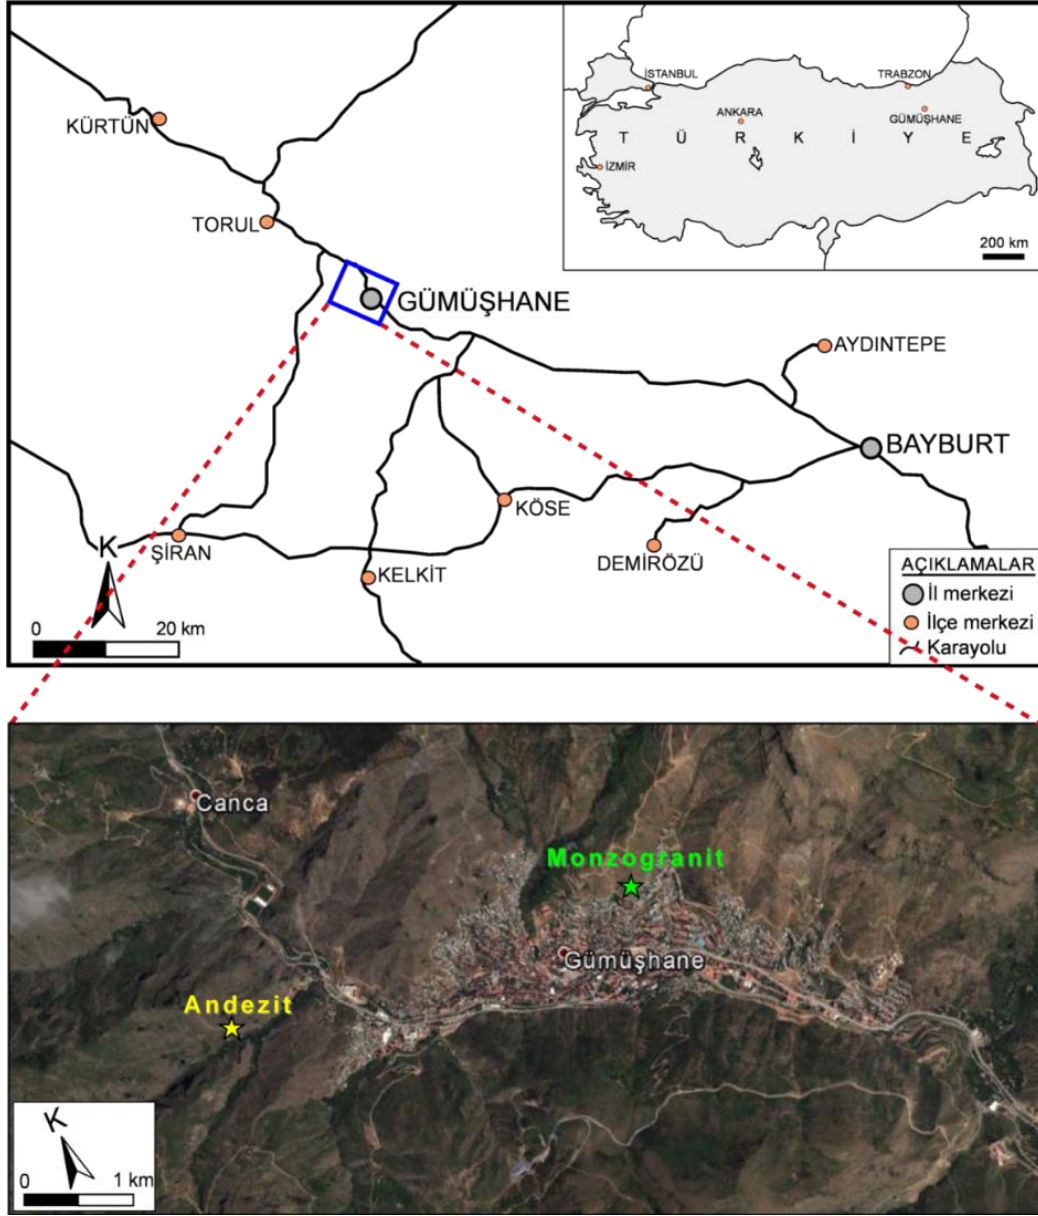 İSTANBUL
TRABZON
ANKARA
GÜMÜŞHANE
T Ü R K İ Y E
İZMİR
200 km
KÜRTÜN
TORUL
GÜMÜŞHANE
AYDINTEPE
BAYBURT
KÖSE
ŞİRAN
KELKİT
DEMİRÖZÜ
K
0 20 km
AÇIKLAMALAR
İl merkezi
İlçe merkezi
Karayolu
Canca
Monzogranit
Gümüşhane
Andezit
K
0 1 km